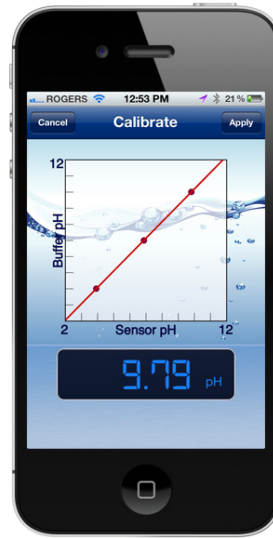 ROGERS 12:53 PM 21%
Cancel Calibrate Apply
12
Buffer pH
2 Sensor pH 12
9.79 pH